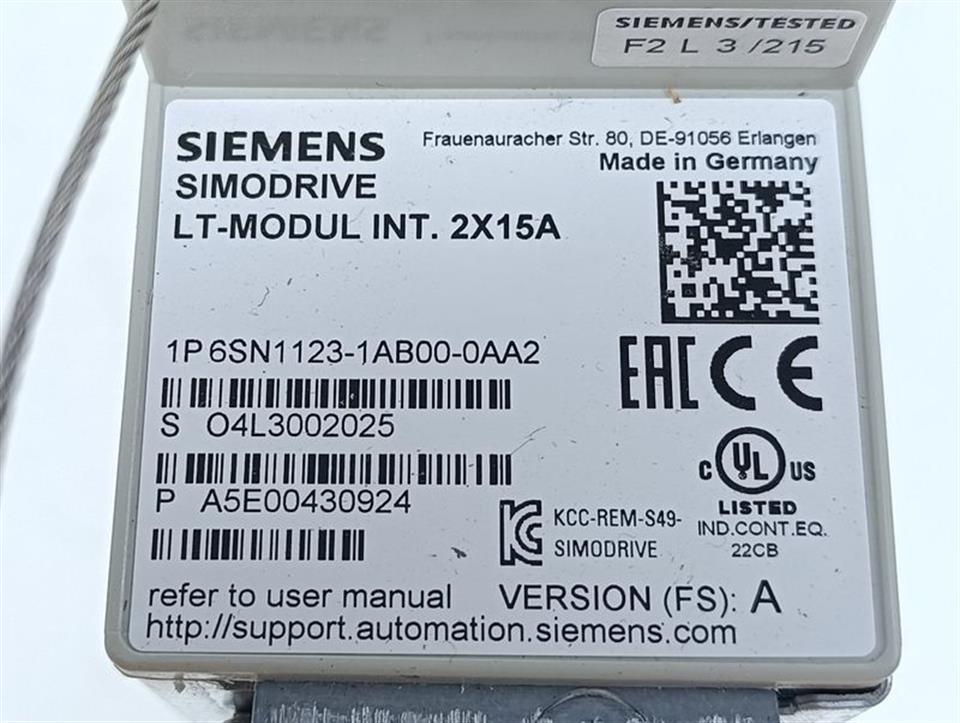 SIEMENS/TESTED
F2 L 3 /215
SIEMENS
Frauenauracher Str. 80, DE-91056 Erlangen
Made in Germany
SIMODRIVE
LT-MODUL INT. 2X15A
1P 6SN1123-1AB00-0AA2
EAC CE
S O4L3002025
C UL US
LISTED
IND.CONT.EQ.
22CB
P A5E00430924
KCC-REM-S49-
SIMODRIVE
refer to user manual VERSION (FS): A
http://support.automation.siemens.com